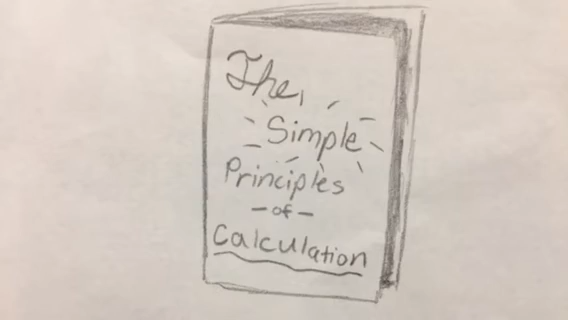 The
Simple
Principles
-of-
Calculation